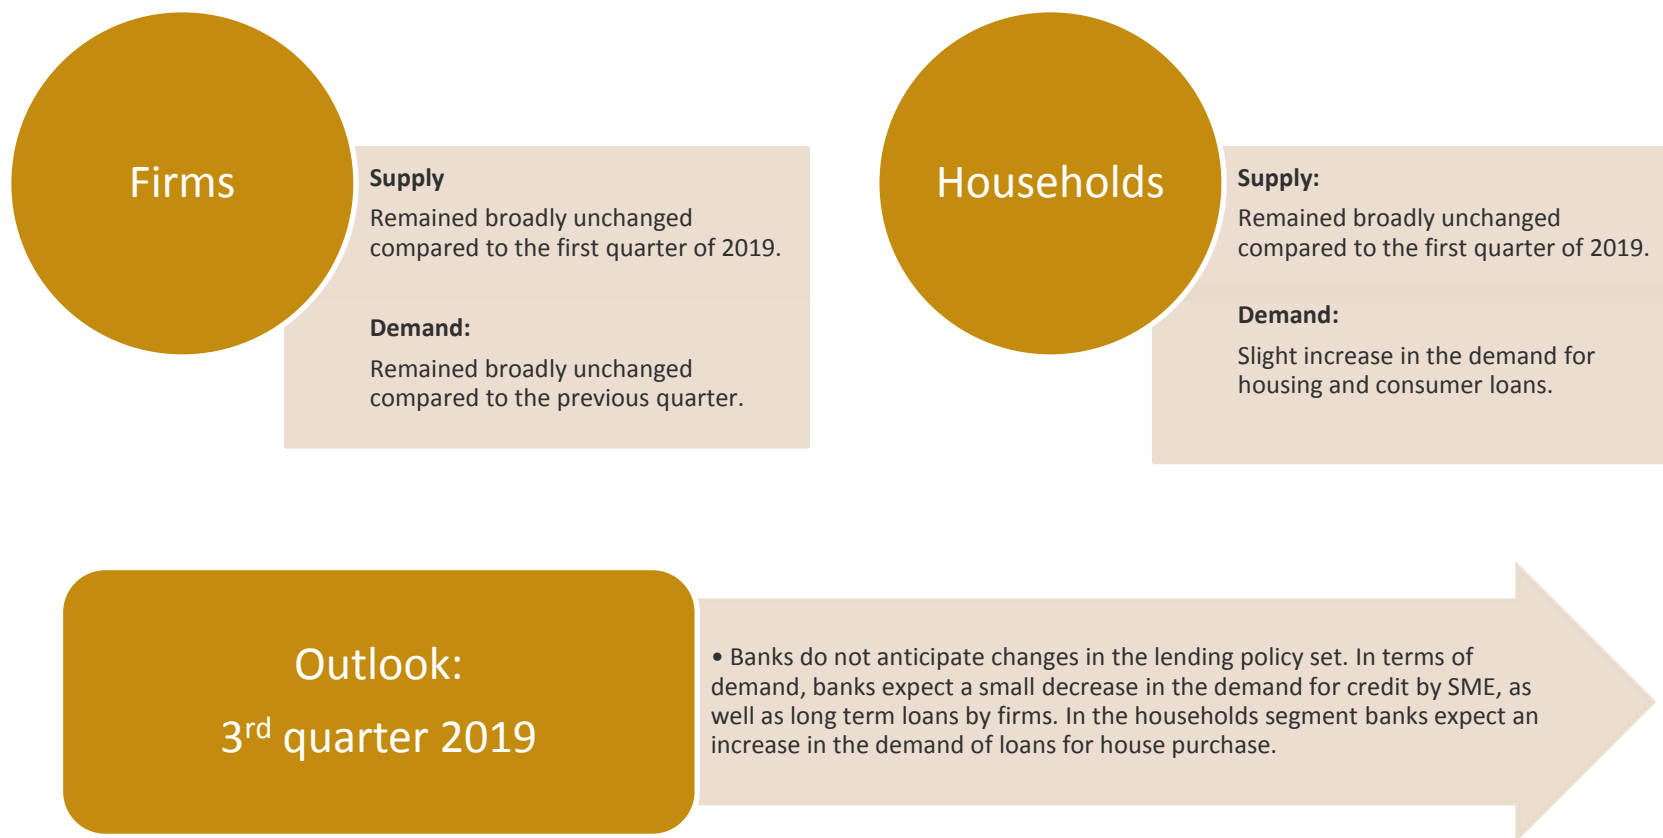 Firms
Supply
Remained broadly unchanged
compared to the first quarter of 2019.
Demand:
Remained broadly unchanged
compared to the previous quarter.
Households
Supply:
Remained broadly unchanged
compared to the first quarter of 2019.
Demand:
Slight increase in the demand for
housing and consumer loans.
Outlook:
3rd quarter 2019
• Banks do not anticipate changes in the lending policy set. In terms of
demand, banks expect a small decrease in the demand for credit by SME, as
well as long term loans by firms. In the households segment banks expect an
increase in the demand of loans for house purchase.